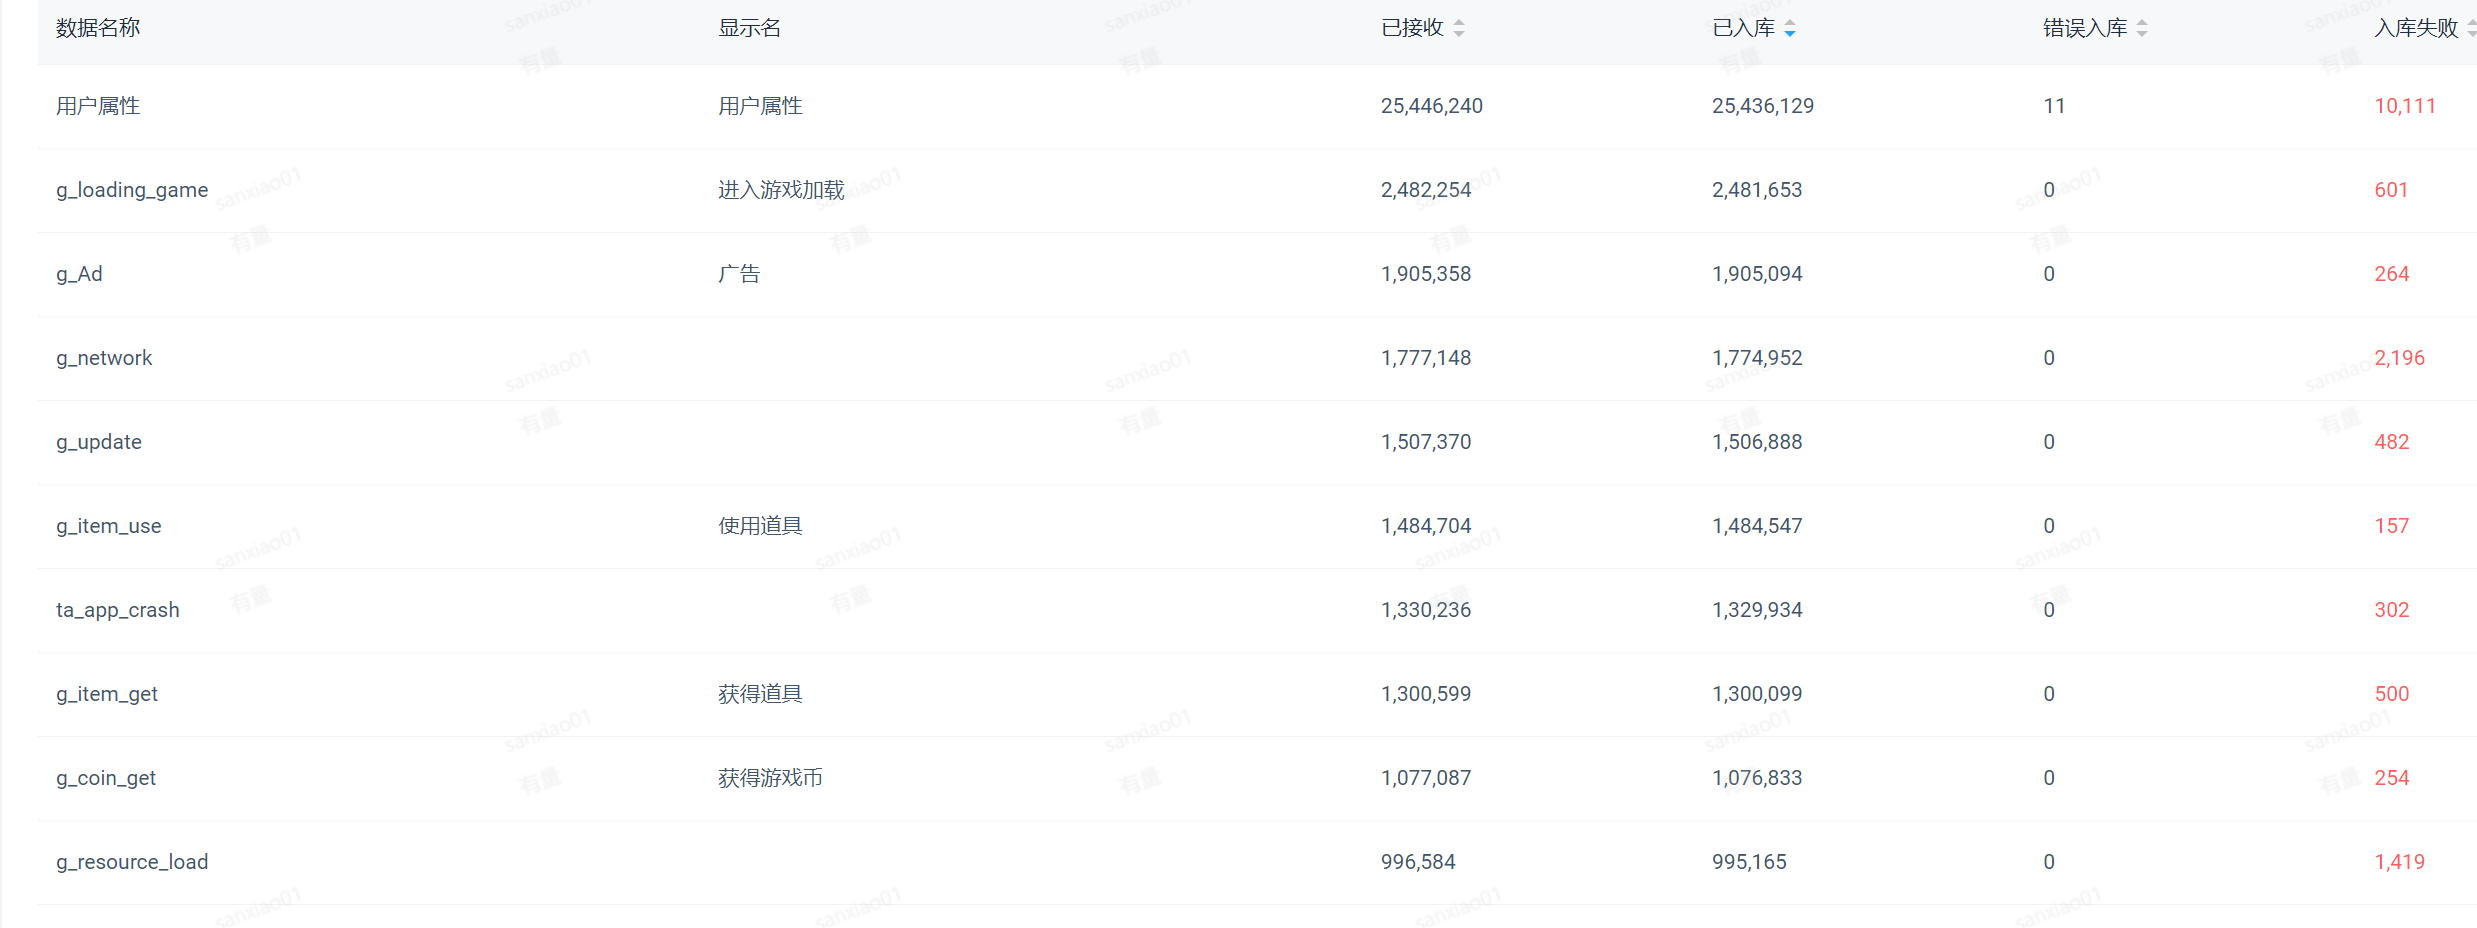 数据名称 显示名 已接收 已入库 错误入库 入库失败
用户属性 用户属性 25,446,240 25,436,129 11 10,111
g_loading_game 进入游戏加载 2,482,254 2,481,653 0 601
g_Ad 广告 1,905,358 1,905,094 0 264
g_network 1,777,148 1,774,952 0 2,196
g_update 1,507,370 1,506,888 0 482
g_item_use 使用道具 1,484,704 1,484,547 0 157
ta_app_crash 1,330,236 1,329,934 0 302
g_item_get 获得道具 1,300,599 1,300,099 0 500
g_coin_get 获得游戏币 1,077,087 1,076,833 0 254
g_resource_load 996,584 995,165 0 1,419
sanxiao01
有量